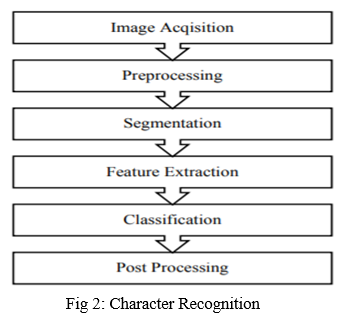 Image Acqisition
Preprocessing
Segmentation
Feature Extraction
Classification
Post Processing
Fig 2: Character Recognition